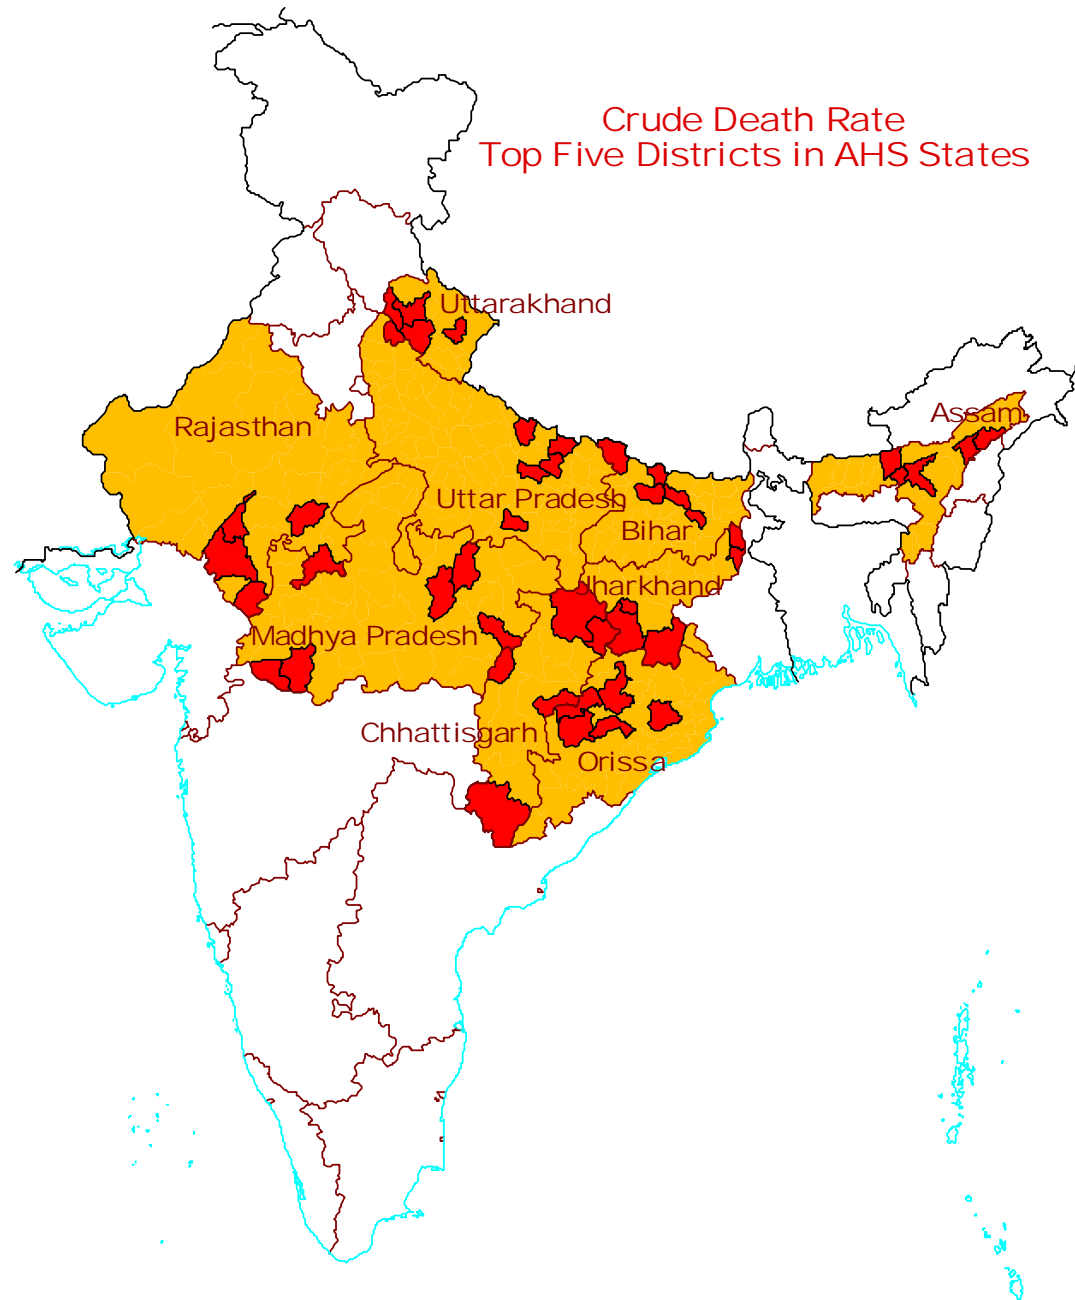 Crude Death Rate
Top Five Districts in AHS States
Uttarakhand
Assam
Rajasthan
Uttar Pradesh
Bihar
Jharkhand
Madhya Pradesh
Chhattisgarh
Orissa